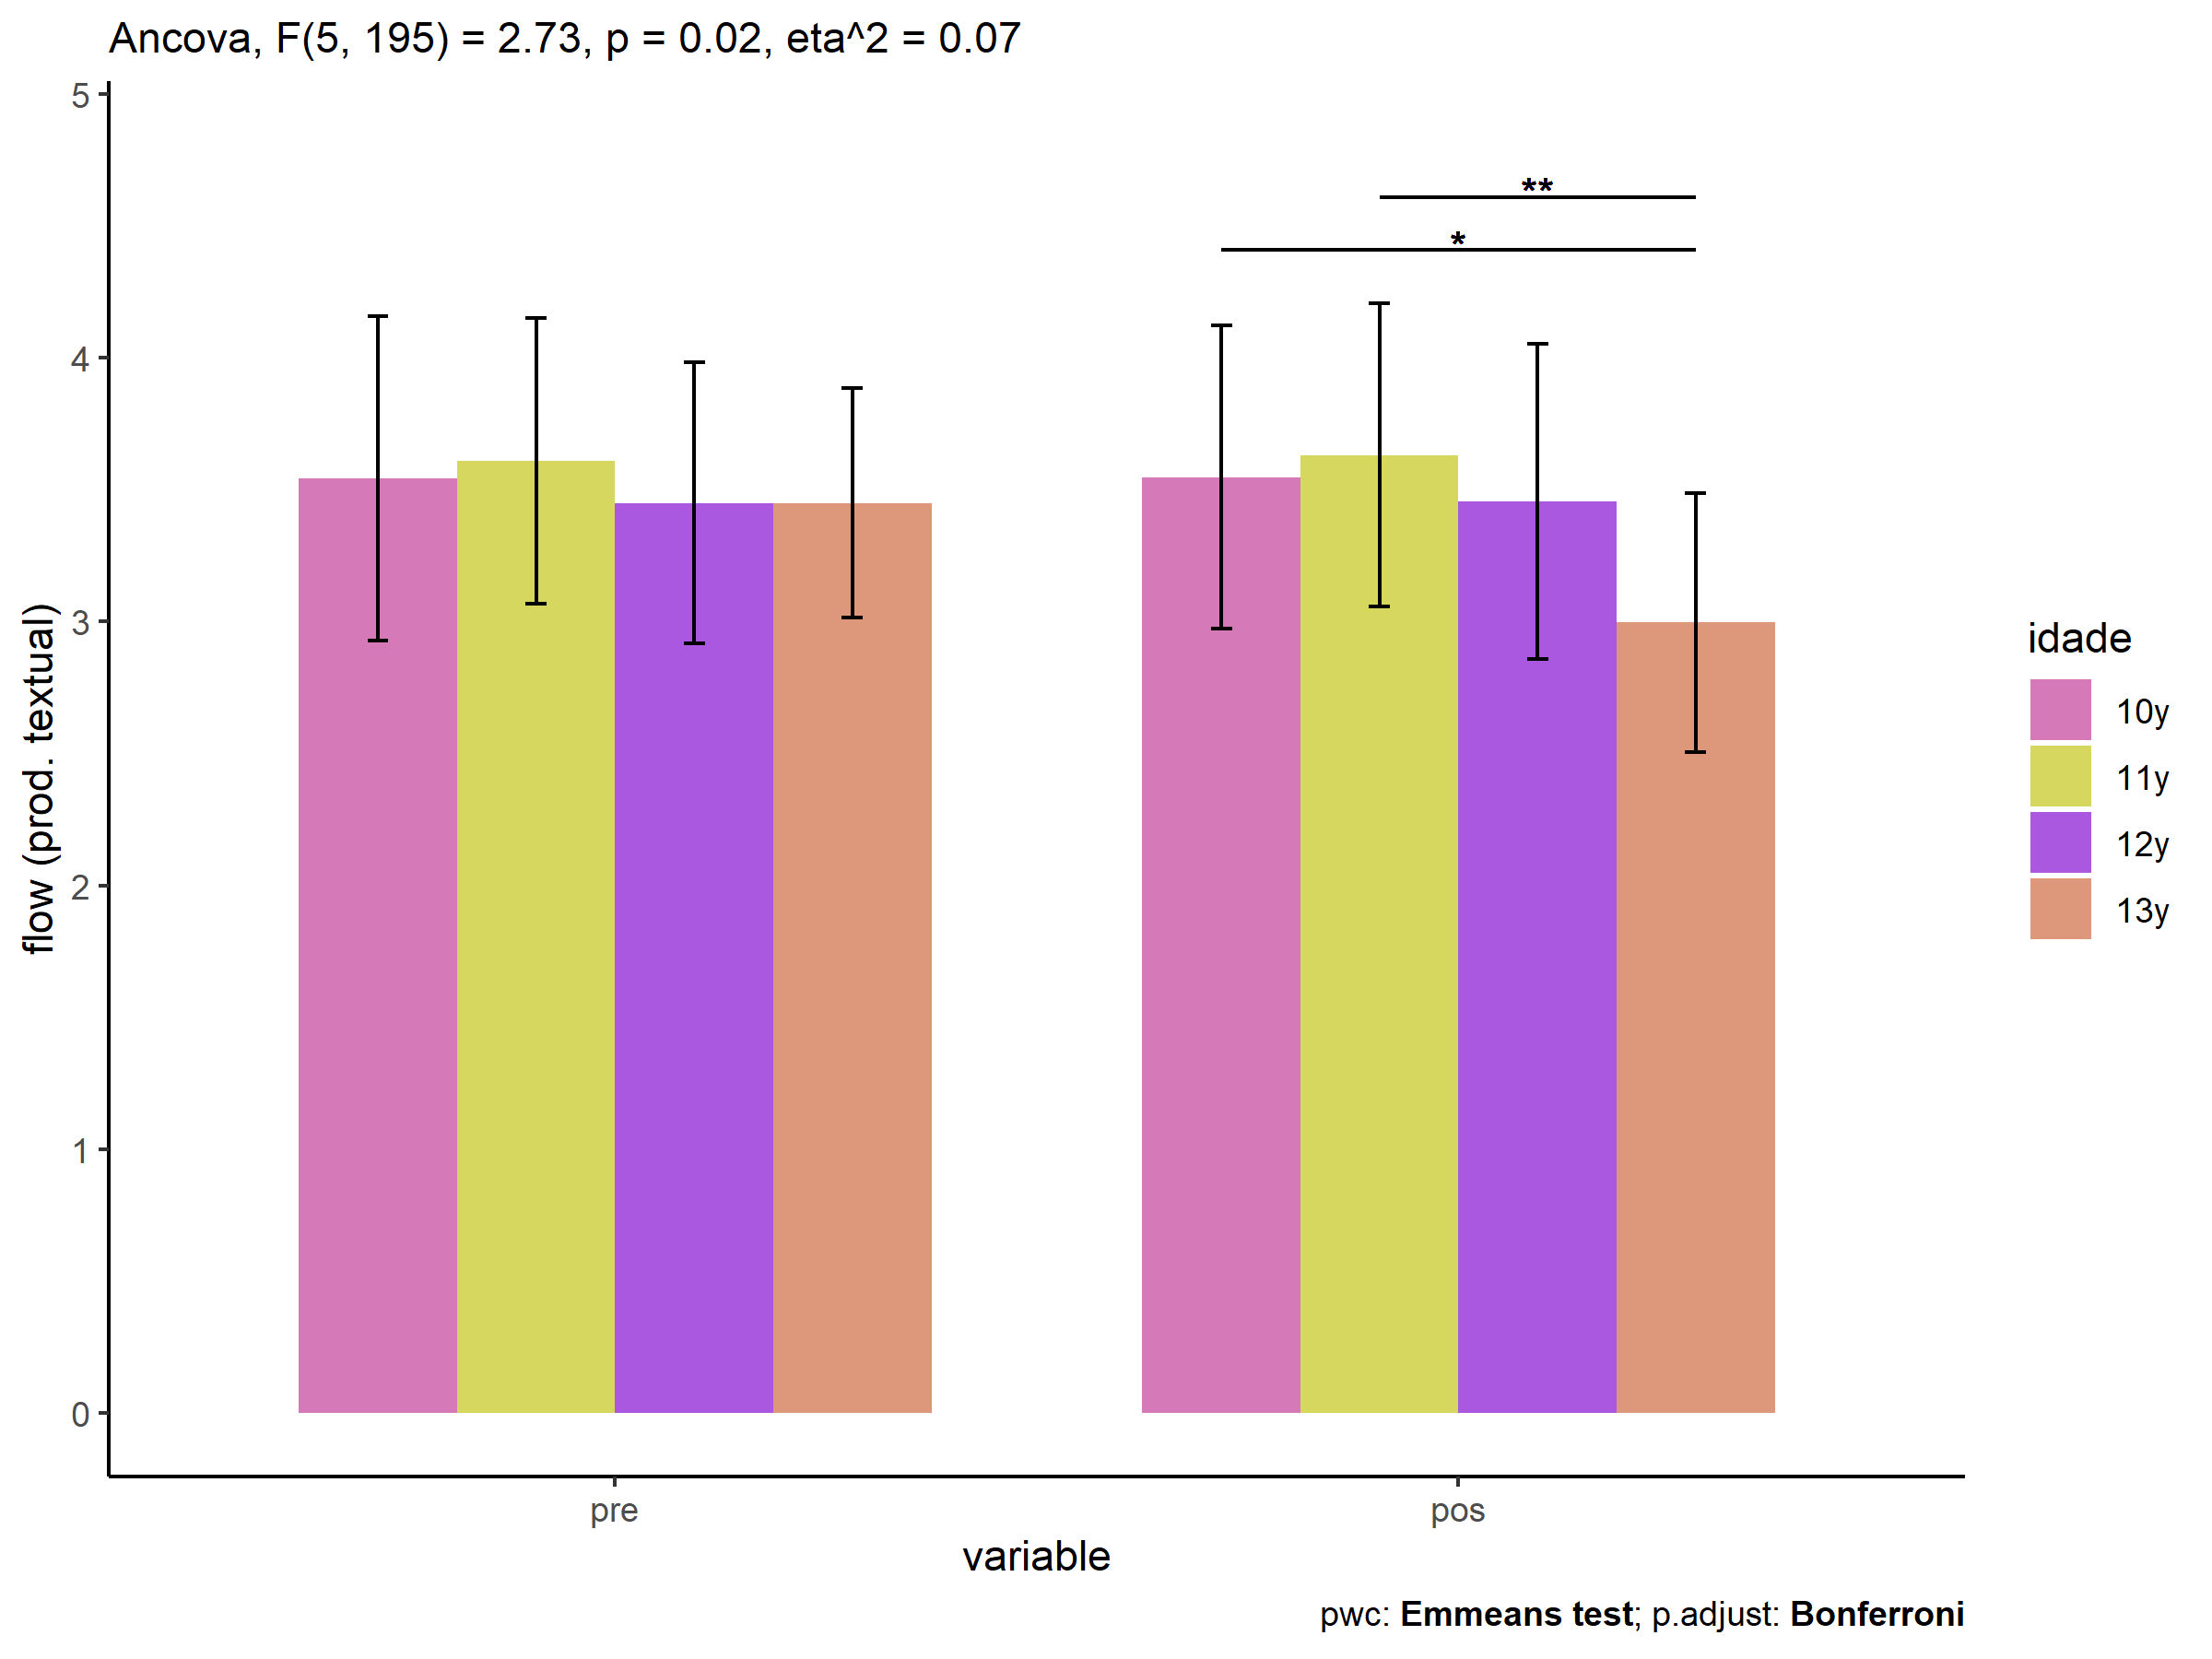 Ancova, F(5, 195) = 2.73, p = 0.02, eta^2 = 0.07
flow (prod. textual)
5
4
3
2
1
0
**
*
pre
pos
variable
idade
10y
11y
12y
13y
pwc: Emmeans test; p.adjust: Bonferroni